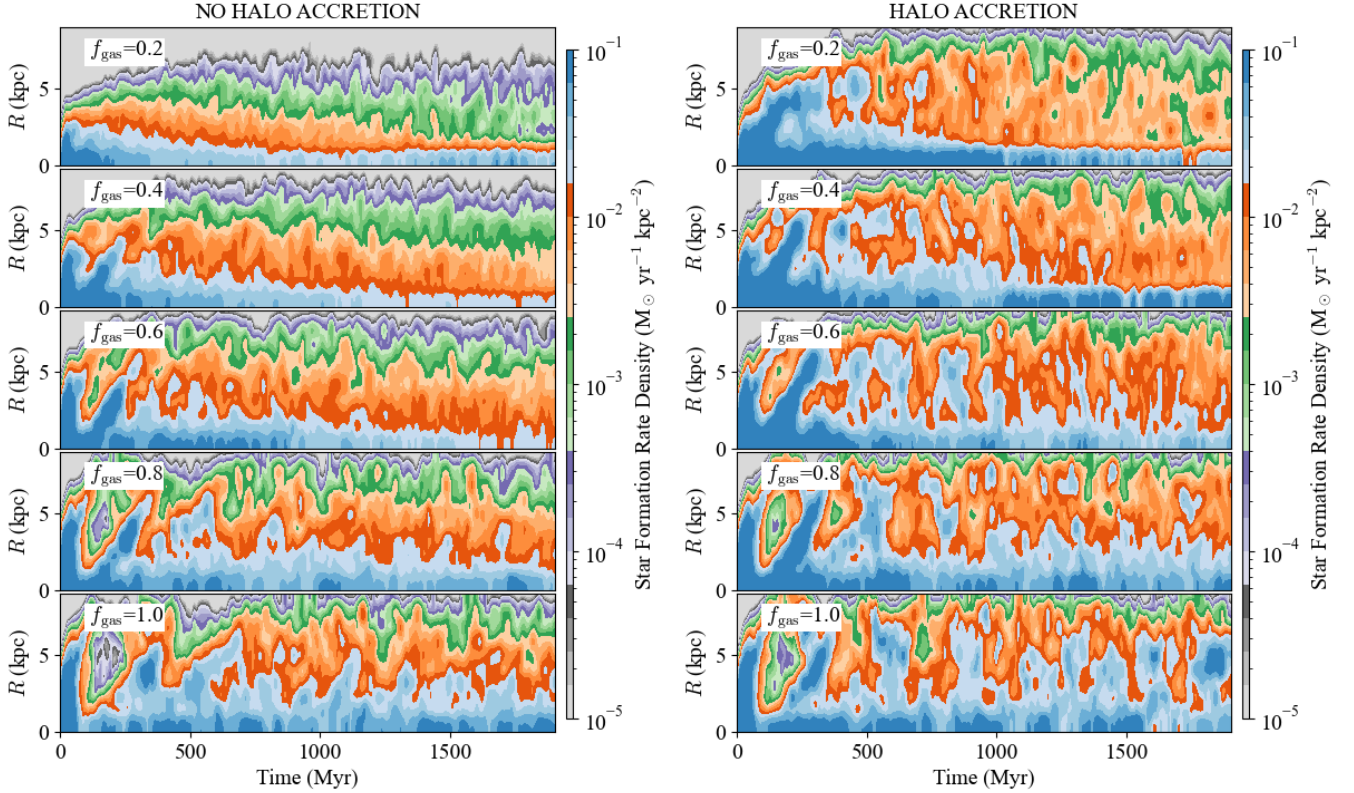 NO HALO ACCRETION
HALO ACCRETION
f_gas=0.2
R (kpc)
5
0
f_gas=0.4
R (kpc)
5
0
f_gas=0.6
R (kpc)
5
0
f_gas=0.8
R (kpc)
5
0
f_gas=1.0
R (kpc)
5
0
0 500 1000 1500
Time (Myr)
10⁻¹
10⁻²
10⁻³
10⁻⁴
10⁻⁵
Star Formation Rate Density (M☉ yr⁻¹ kpc⁻²)
f_gas=0.2
R (kpc)
5
0
f_gas=0.4
R (kpc)
5
0
f_gas=0.6
R (kpc)
5
0
f_gas=0.8
R (kpc)
5
0
f_gas=1.0
R (kpc)
5
0
0 500 1000 1500
Time (Myr)
10⁻¹
10⁻²
10⁻³
10⁻⁴
10⁻⁵
Star Formation Rate Density (M☉ yr⁻¹ kpc⁻²)